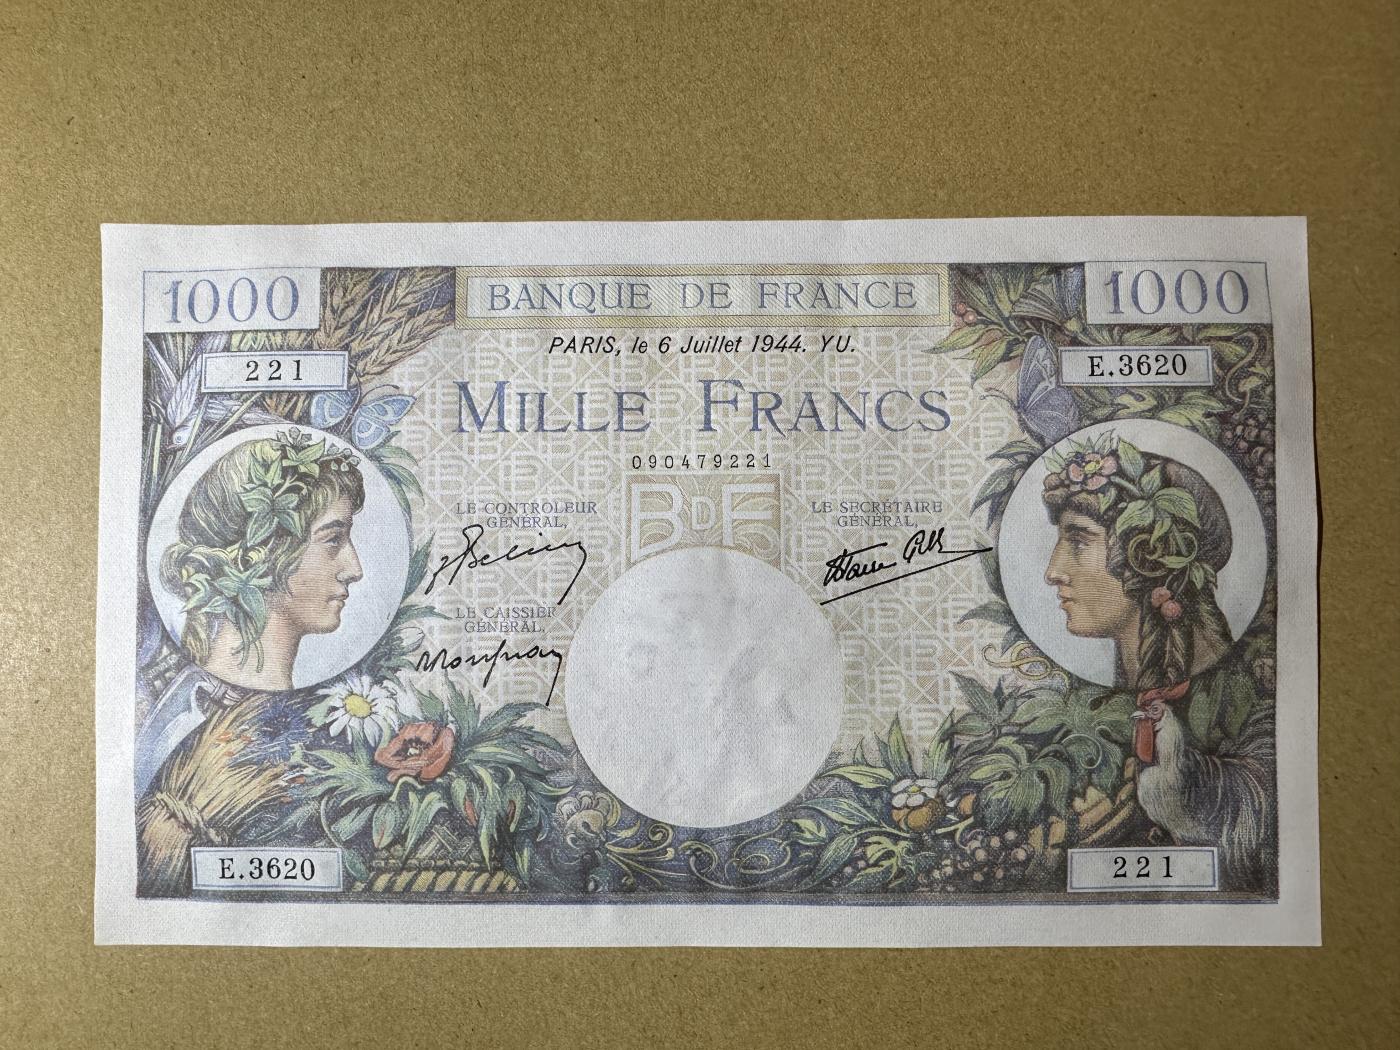 1000
BANQUE DE FRANCE
1000
PARIS, le 6 Juillet 1944. YU.
221
E.3620
MILLE FRANCS
090479221
BDF
LE CONTROLEUR
GÉNÉRAL,
LE SECRÉTAIRE
GÉNÉRAL,
LE CAISSIER
GÉNÉRAL,
E.3620
221